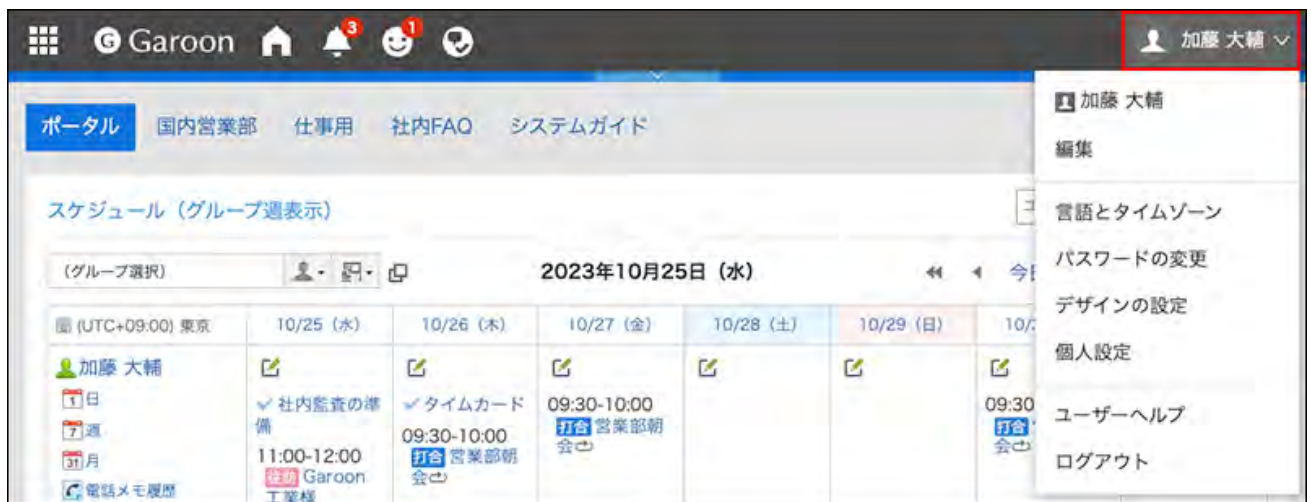 Garoon 3 1 加藤 大輔
ポータル 国内営業部 仕事用 社内FAQ システムガイド
加藤 大輔
編集
言語とタイムゾーン
パスワードの変更
デザインの設定
個人設定
ユーザーヘルプ
ログアウト
スケジュール(グループ週表示)
(グループ選択) 2023年10月25日(水)
(UTC+09:00) 東京 10/25(水) 10/26(木) 10/27(金) 10/28(土) 10/29(日) 10/
加藤 大輔
1 日
7 週
31 月
電話メモ履歴
社内監査の準
備
11:00-12:00
往訪 Garoon
工業様
タイムカード
09:30-10:00
打合 営業部朝
会
09:30-10:00
打合 営業部朝
会
09:30
打合
会